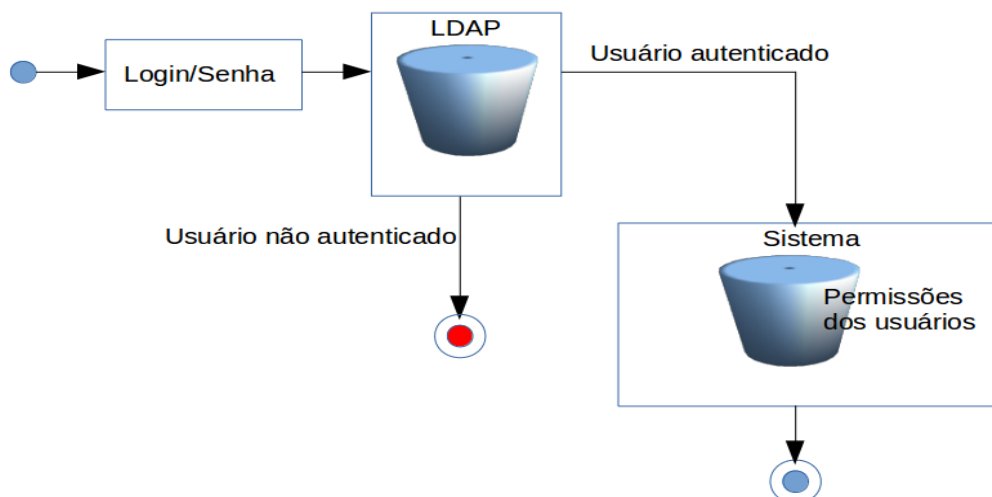 LDAP
Login/Senha
Usuário autenticado
Usuário não autenticado
Sistema
Permissões
dos usuários